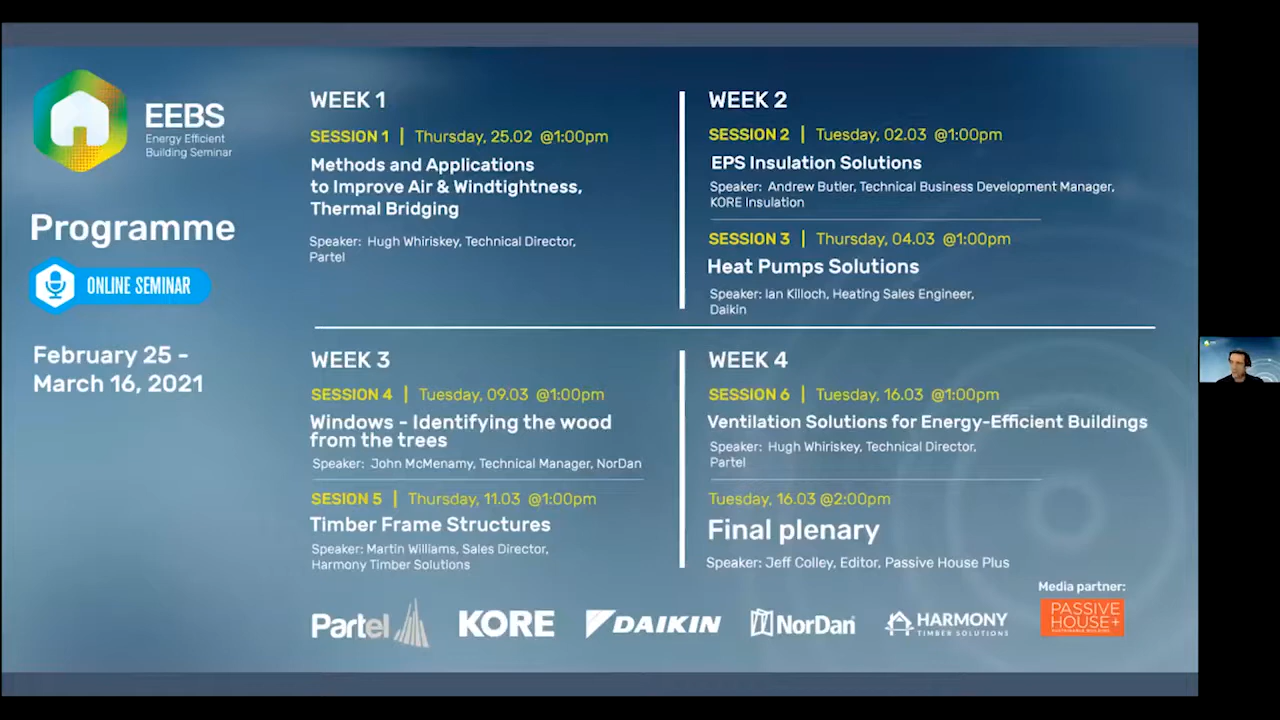 EEBS
Energy Efficient
Building Seminar
Programme
ONLINE SEMINAR
February 25 -
March 16, 2021
WEEK 1
SESSION 1 | Thursday, 25.02 @1:00pm
Methods and Applications
to Improve Air & Windtightness,
Thermal Bridging
Speaker: Hugh Whiriskey, Technical Director,
Partel
WEEK 2
SESSION 2 | Tuesday, 02.03 @1:00pm
EPS Insulation Solutions
Speaker: Andrew Butler, Technical Business Development Manager,
KORE Insulation
SESSION 3 | Thursday, 04.03 @1:00pm
Heat Pumps Solutions
Speaker: Ian Killoch, Heating Sales Engineer,
Daikin
WEEK 3
SESSION 4 | Tuesday, 09.03 @1:00pm
Windows - Identifying the wood
from the trees
Speaker: John McMenamy, Technical Manager, NorDan
SESION 5 | Thursday, 11.03 @1:00pm
Timber Frame Structures
Speaker: Martin Williams, Sales Director,
Harmony Timber Solutions
WEEK 4
SESSION 6 | Tuesday, 16.03 @1:00pm
Ventilation Solutions for Energy-Efficient Buildings
Speaker: Hugh Whiriskey, Technical Director,
Partel
Tuesday, 16.03 @2:00pm
Final plenary
Speaker: Jeff Colley, Editor, Passive House Plus
Media partner:
Partel
KORE
DAIKIN
NorDan
HARMONY
TIMBER SOLUTIONS
PASSIVE
HOUSE+
SUSTAINABLE BUILDING